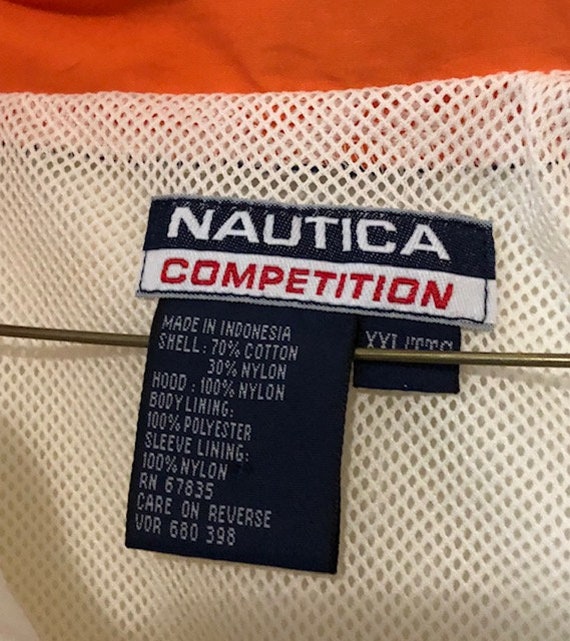 NAUTICA
COMPETITION
MADE IN INDONESIA
SHELL: 70% COTTON
30% NYLON
HOOD: 100% NYLON
BODY LINING:
100% POLYESTER
SLEEVE LINING:
100% NYLON
RN 67835
CARE ON REVERSE
VDR 680 398